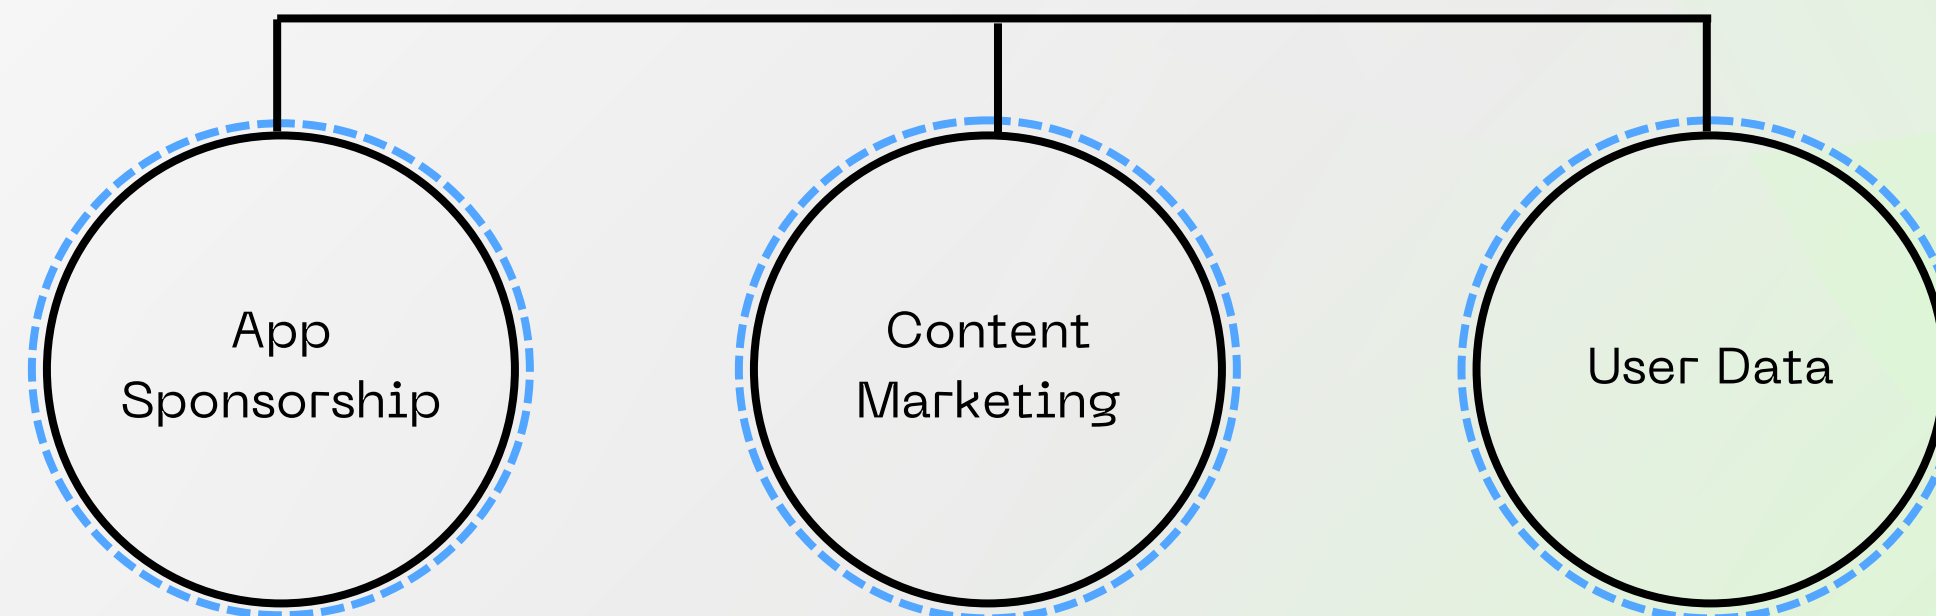 App
Sponsorship
Content
Marketing
User Data